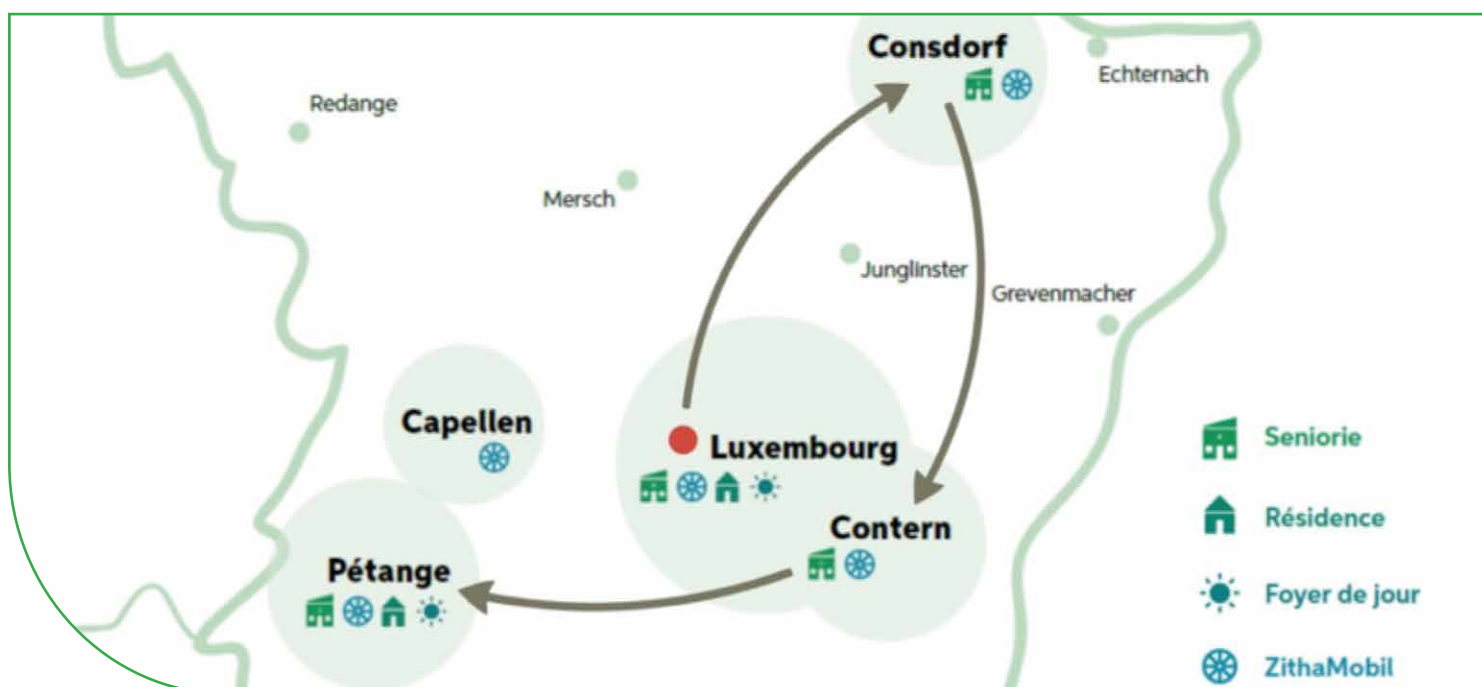 Consdorf
Echternach
Redange
Mersch
Junglinster
Grevenmacher
Capellen
Luxembourg
Contern
Pétange
Seniorie
Résidence
Foyer de jour
ZithaMobil